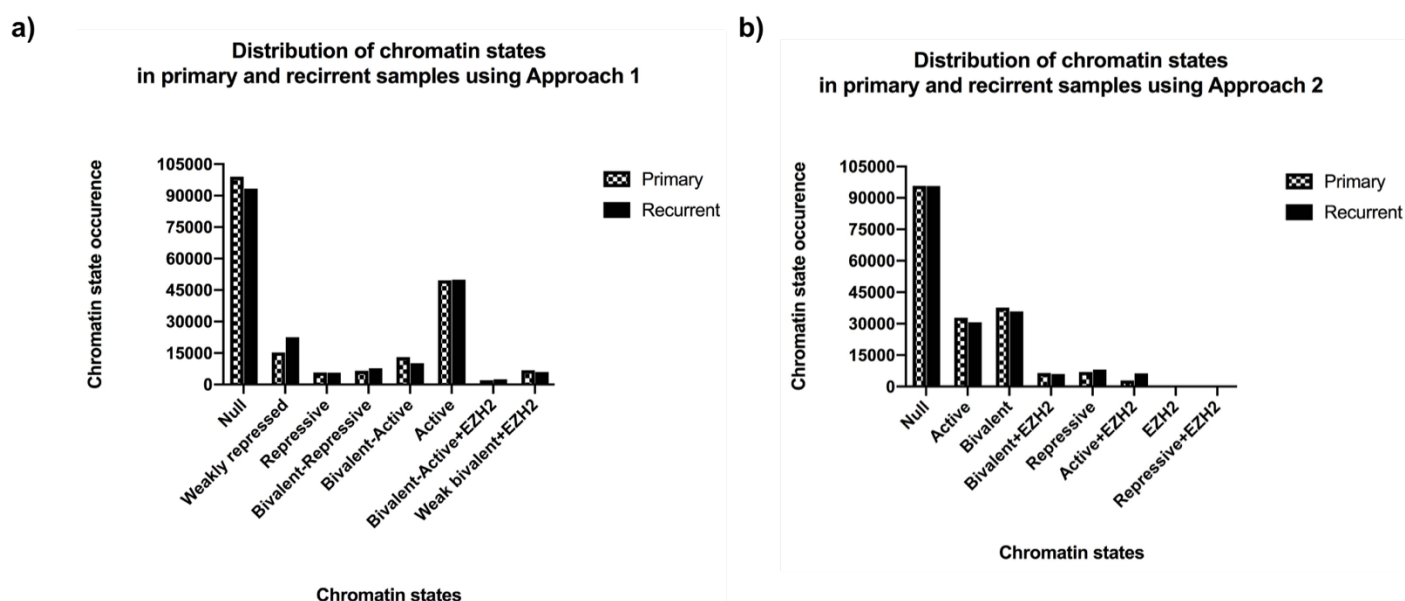 a)
Distribution of chromatin states
in primary and recirrent samples using Approach 1
Chromatin state occurence
105000
90000
75000
60000
45000
30000
15000
0
Primary
Recurrent
Null
Weakly repressed
Repressive
Bivalent-Repressive
Bivalent-Active
Active
Bivalent-Active+EZH2
Weak bivalent+EZH2
Chromatin states
b)
Distribution of chromatin states
in primary and recirrent samples using Approach 2
Chromatin state occurence
105000
90000
75000
60000
45000
30000
15000
0
Primary
Recurrent
Null
Active
Bivalent
Bivalent+EZH2
Repressive
Active+EZH2
EZH2
Repressive+EZH2
Chromatin states